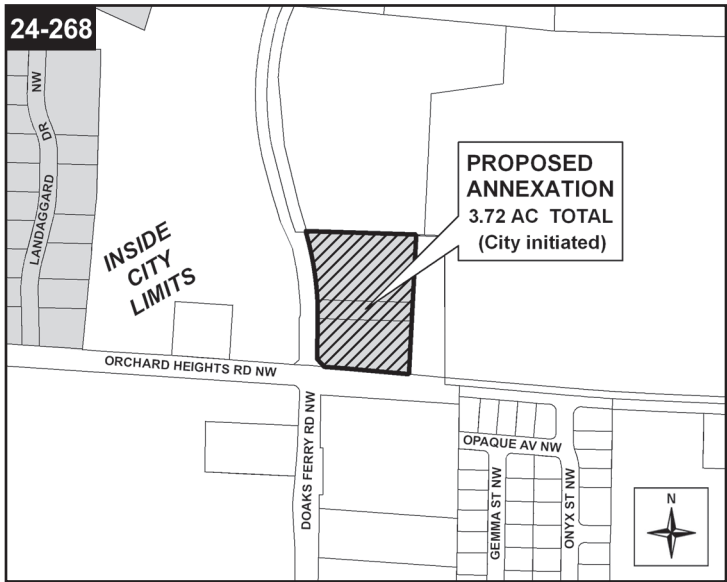 24-268
LANDAGGARD DR NW
INSIDE
CITY
LIMITS
PROPOSED
ANNEXATION
3.72 AC TOTAL
(City initiated)
ORCHARD HEIGHTS RD NW
DOAKS FERRY RD NW
OPAQUE AV NW
GEMMA ST NW
ONYX ST NW
N